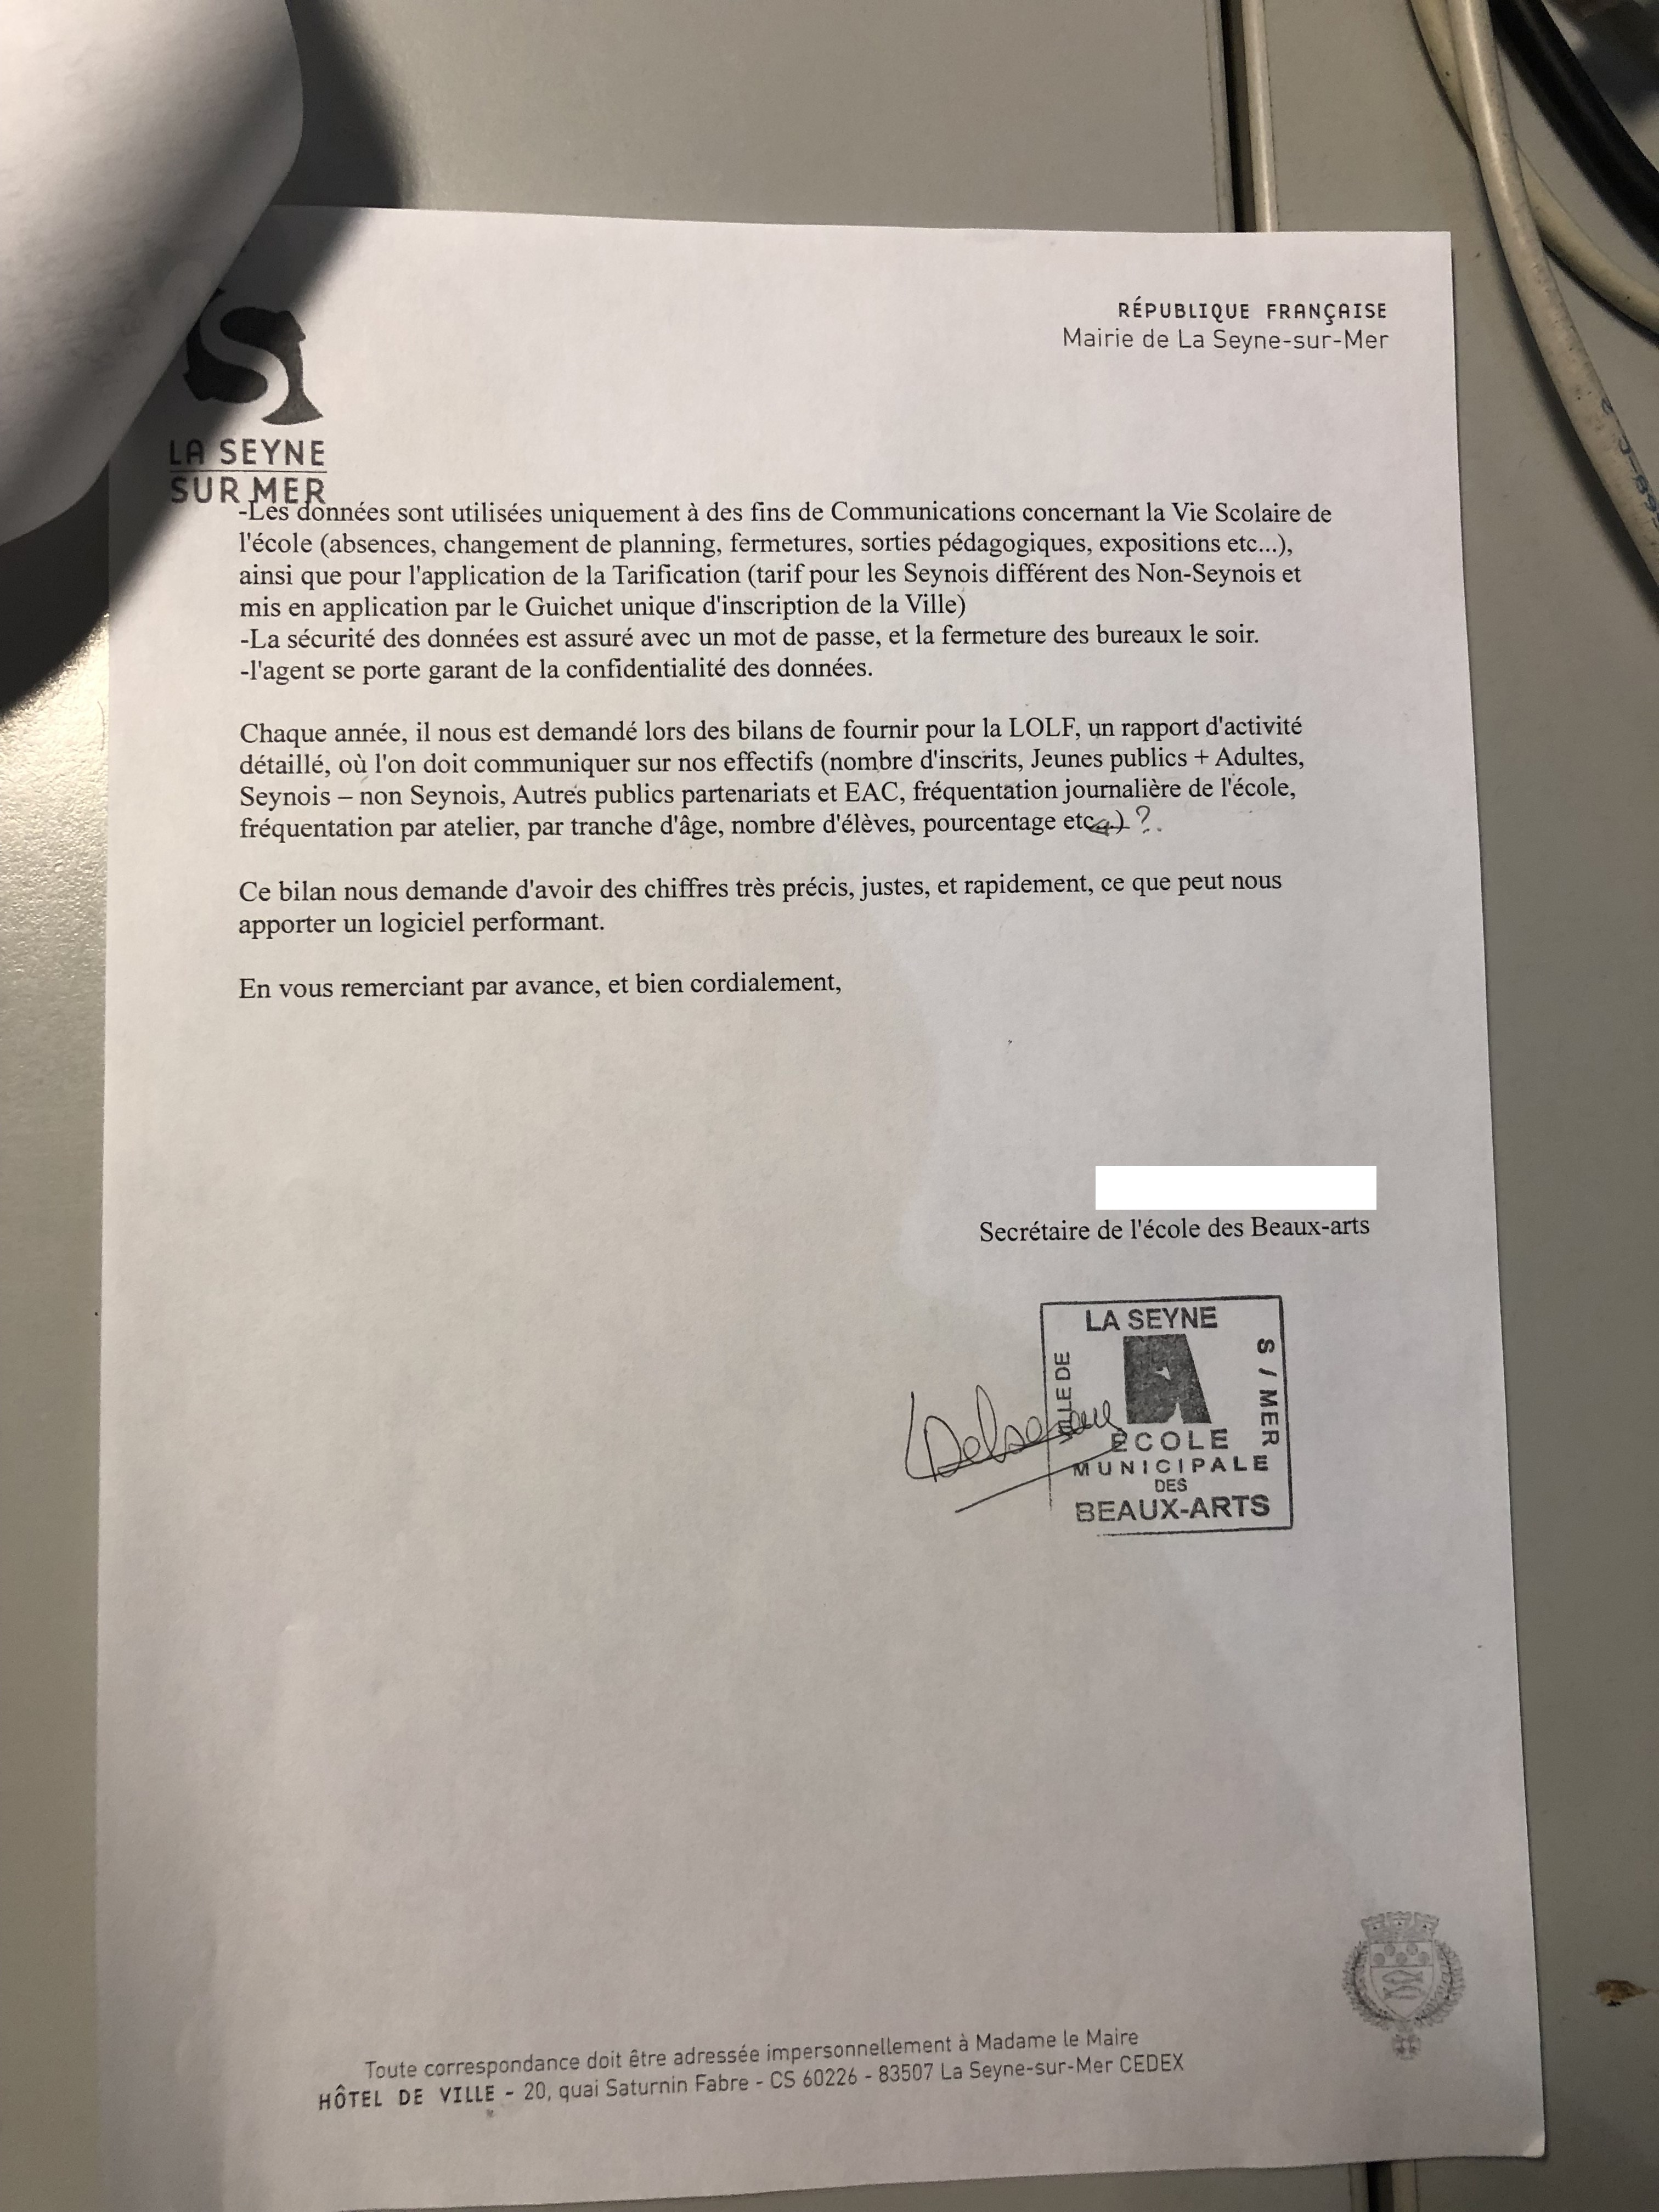 RÉPUBLIQUE FRANÇAISE
Mairie de La Seyne-sur-Mer
LA SEYNE
SUR MER
-Les données sont utilisées uniquement à des fins de Communications concernant la Vie Scolaire de
l'école (absences, changement de planning, fermetures, sorties pédagogiques, expositions etc...),
ainsi que pour l'application de la Tarification (tarif pour les Seynois différent des Non-Seynois et
mis en application par le Guichet unique d'inscription de la Ville)
-La sécurité des données est assuré avec un mot de passe, et la fermeture des bureaux le soir.
-l'agent se porte garant de la confidentialité des données.
Chaque année, il nous est demandé lors des bilans de fournir pour la LOLF, un rapport d'activité
détaillé, où l'on doit communiquer sur nos effectifs (nombre d'inscrits, Jeunes publics + Adultes,
Seynois – non Seynois, Autres publics partenariats et EAC, fréquentation journalière de l'école,
fréquentation par atelier, par tranche d'âge, nombre d'élèves, pourcentage etc...) ?.
Ce bilan nous demande d'avoir des chiffres très précis, justes, et rapidement, ce que peut nous
apporter un logiciel performant.
En vous remerciant par avance, et bien cordialement,
Secrétaire de l'école des Beaux-arts
VILLE DE
LA SEYNE
S / MER
ÉCOLE
MUNICIPALE
DES
BEAUX-ARTS
Toute correspondance doit être adressée impersonnellement à Madame le Maire
HÔTEL DE VILLE - 20, quai Saturnin Fabre - CS 60226 - 83507 La Seyne-sur-Mer CEDEX